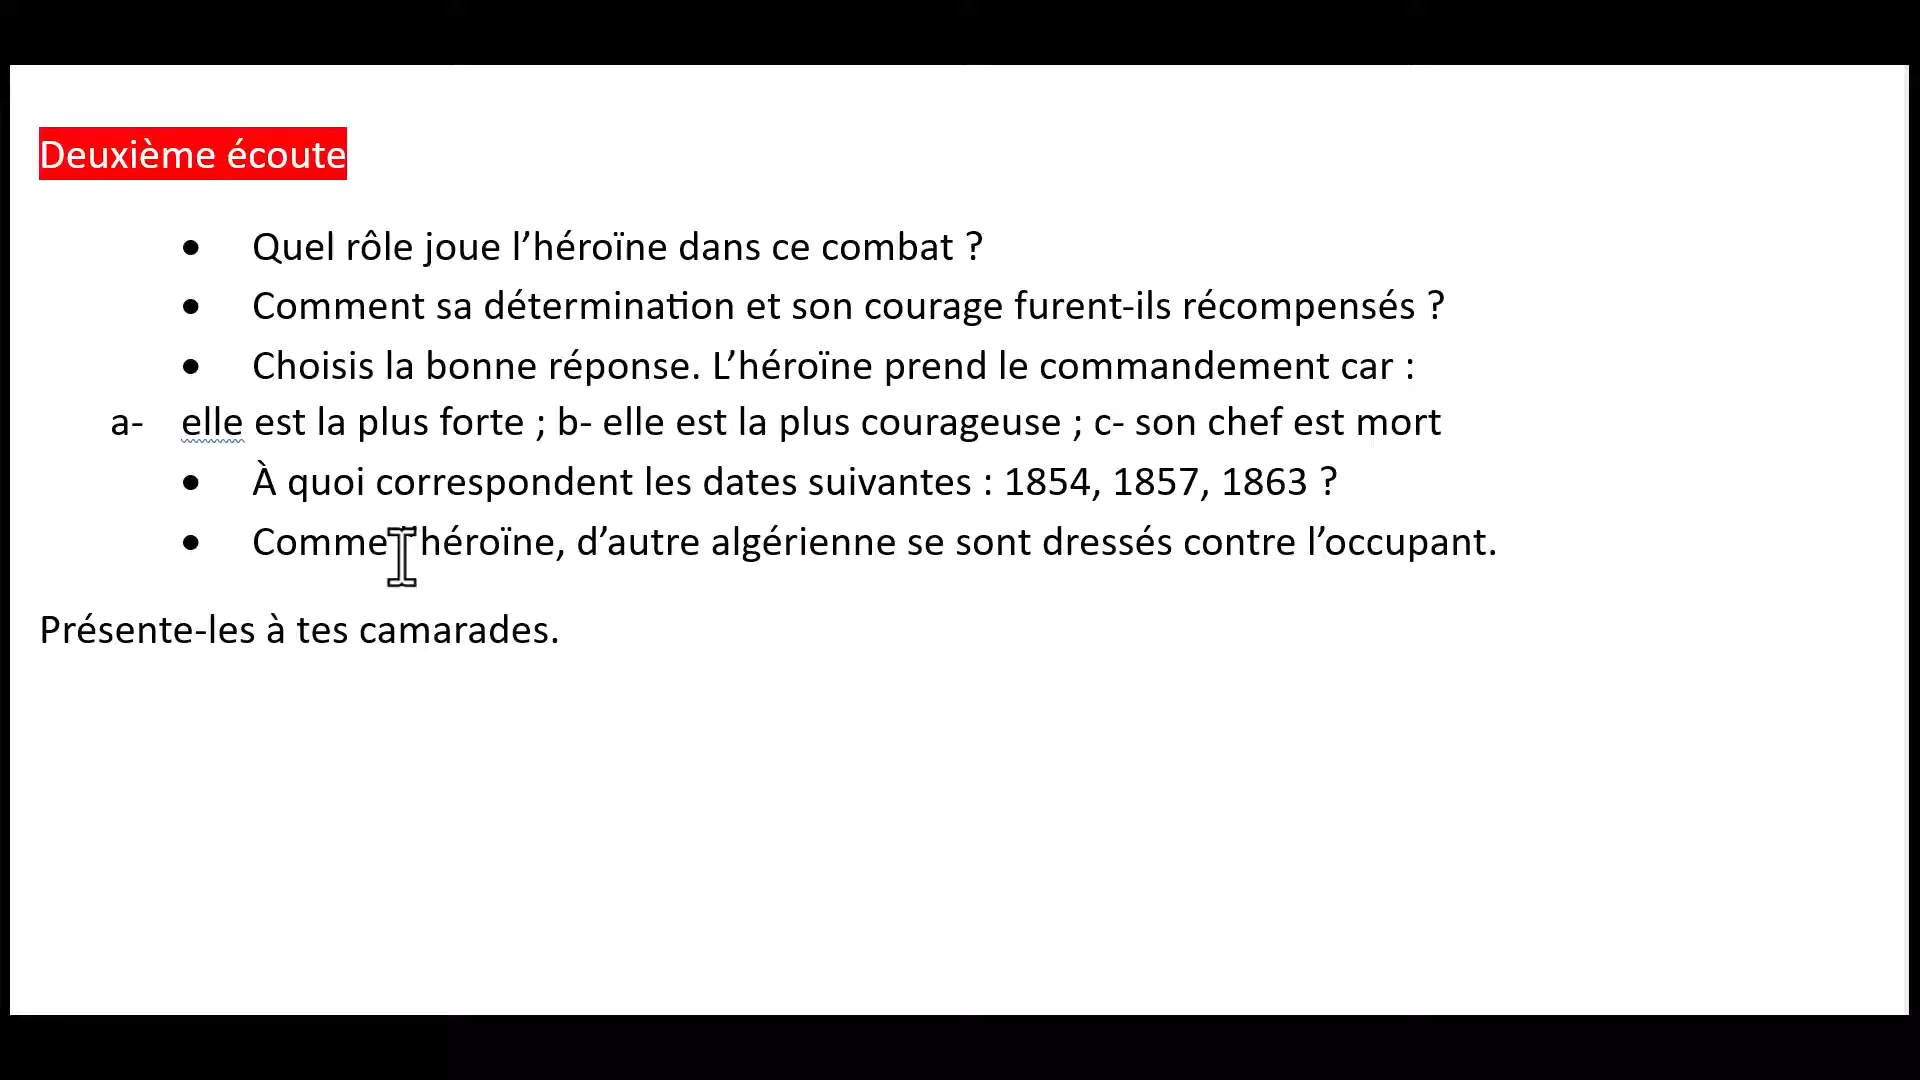 Deuxième écoute
• Quel rôle joue l’héroïne dans ce combat ?
• Comment sa détermination et son courage furent-ils récompensés ?
• Choisis la bonne réponse. L’héroïne prend le commandement car :
a- elle est la plus forte ; b- elle est la plus courageuse ; c- son chef est mort
• À quoi correspondent les dates suivantes : 1854, 1857, 1863 ?
• Comme l’héroïne, d’autre algérienne se sont dressés contre l’occupant.
Présente-les à tes camarades.